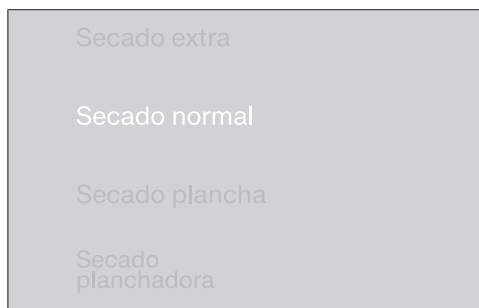 Secado extra
Secado normal
Secado plancha
Secado
planchadora